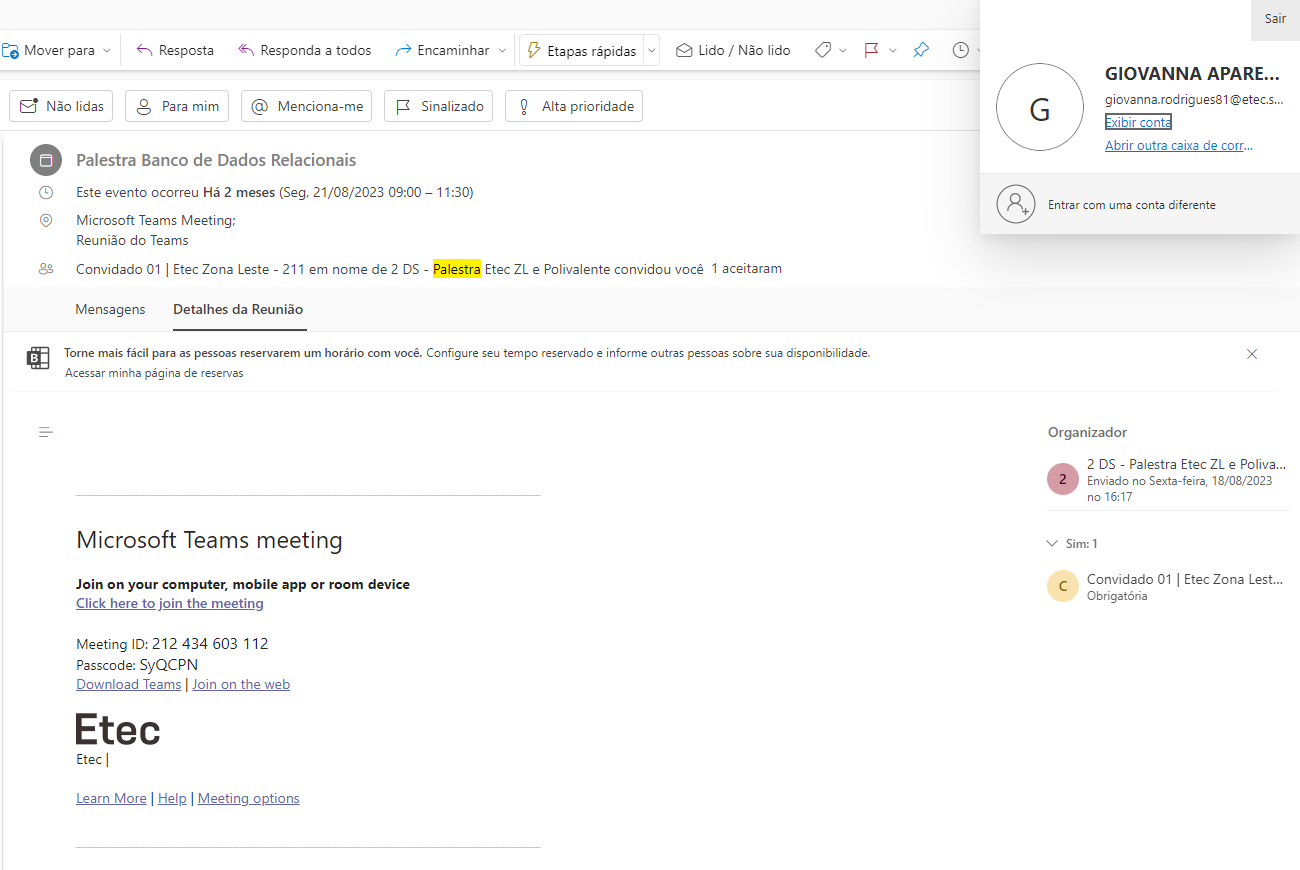 Sair
Mover para
Resposta
Responda a todos
Encaminhar
Etapas rápidas
Lido / Não lido
GIOVANNA APARE...
giovanna.rodrigues81@etec.s...
Exibir conta
Abrir outra caixa de corr...
Entrar com uma conta diferente
G
Não lidas
Para mim
Menciona-me
Sinalizado
Alta prioridade
Palestra Banco de Dados Relacionais
Este evento ocorreu Há 2 meses (Seg, 21/08/2023 09:00 – 11:30)
Microsoft Teams Meeting;
Reunião do Teams
Convidado 01 | Etec Zona Leste - 211 em nome de 2 DS - Palestra Etec ZL e Polivalente convidou você 1 aceitaram
Mensagens
Detalhes da Reunião
Torne mais fácil para as pessoas reservarem um horário com você. Configure seu tempo reservado e informe outras pessoas sobre sua disponibilidade.
Acessar minha página de reservas
Microsoft Teams meeting
Join on your computer, mobile app or room device
Click here to join the meeting
Meeting ID: 212 434 603 112
Passcode: SyQCPN
Download Teams | Join on the web
Etec
Etec |
Learn More | Help | Meeting options
Organizador
2
2 DS - Palestra Etec ZL e Poliva...
Enviado no Sexta-feira, 18/08/2023
no 16:17
Sim: 1
C
Convidado 01 | Etec Zona Lest...
Obrigatória